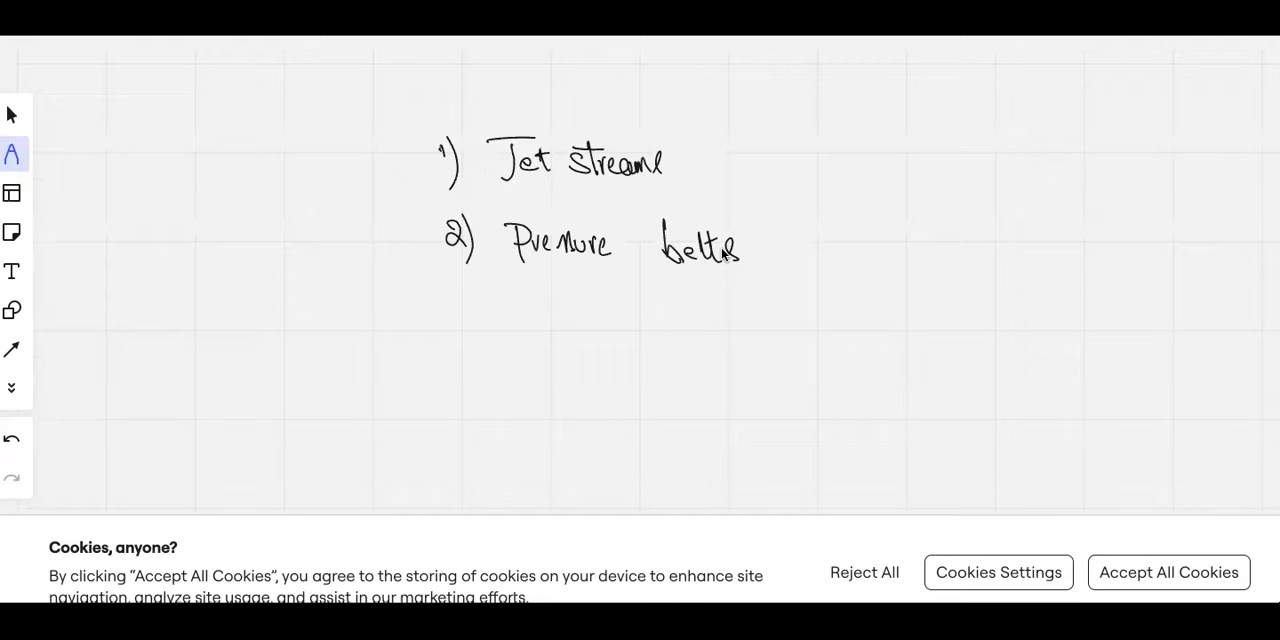 1) Jet streams
2) Pressure belts
Cookies, anyone?
By clicking “Accept All Cookies”, you agree to the storing of cookies on your device to enhance site
navigation, analyze site usage, and assist in our marketing efforts.
Reject All
Cookies Settings
Accept All Cookies